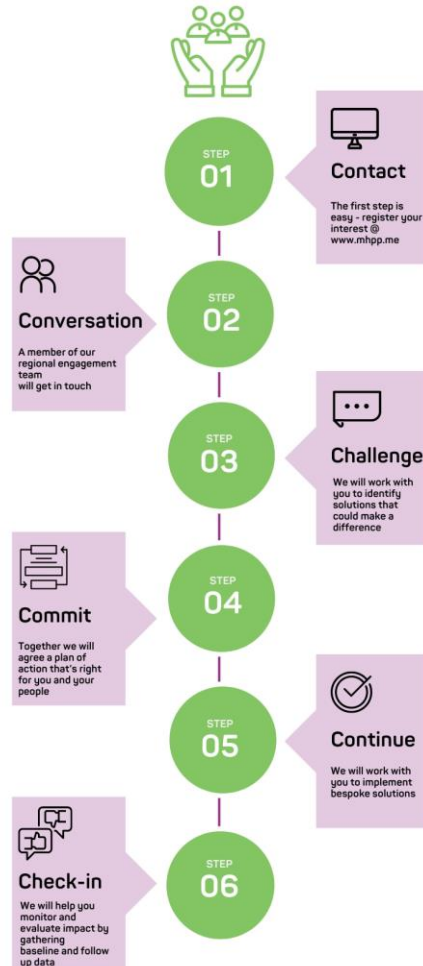 STEP
01
Contact
The first step is
easy - register your
interest @
www.mhpp.me
STEP
02
Conversation
A member of our
regional engagement
team
will get in touch
STEP
03
Challenge
We will work with
you to identify
solutions that
could make a
difference
STEP
04
Commit
Together we will
agree a plan of
action that's right
for you and your
people
STEP
05
Continue
We will work with
you to implement
bespoke solutions
STEP
06
Check-in
We will help you
monitor and
evaluate impact by
gathering
baseline and follow
up data